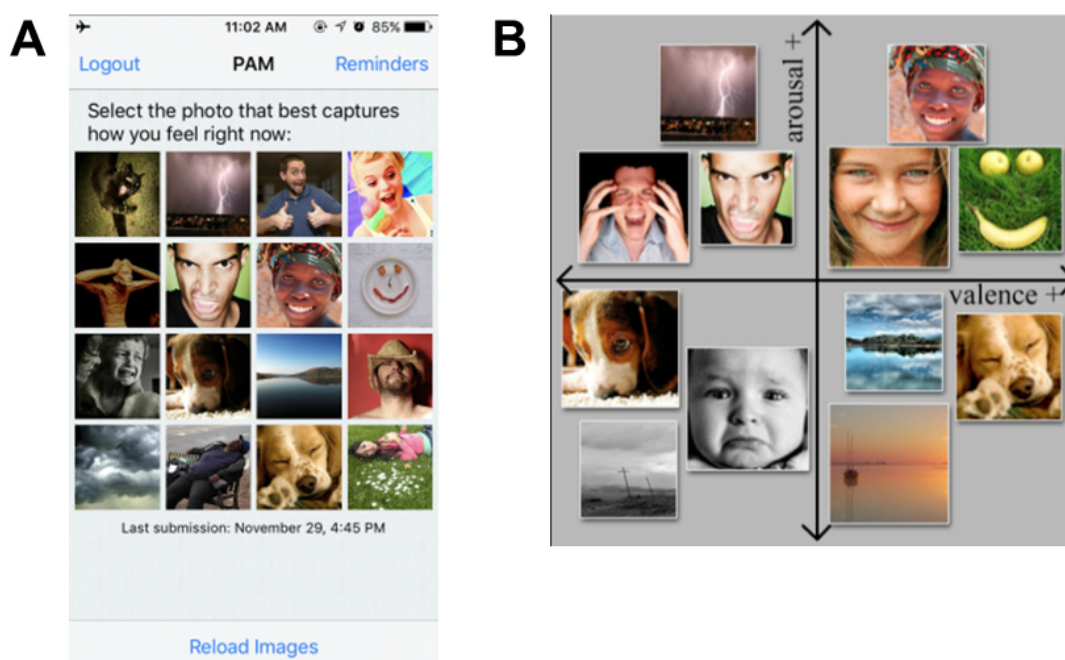 A
11:02 AM 85%
Logout PAM Reminders
Select the photo that best captures
how you feel right now:
Last submission: November 29, 4:45 PM
Reload Images
B
arousal +
valence +